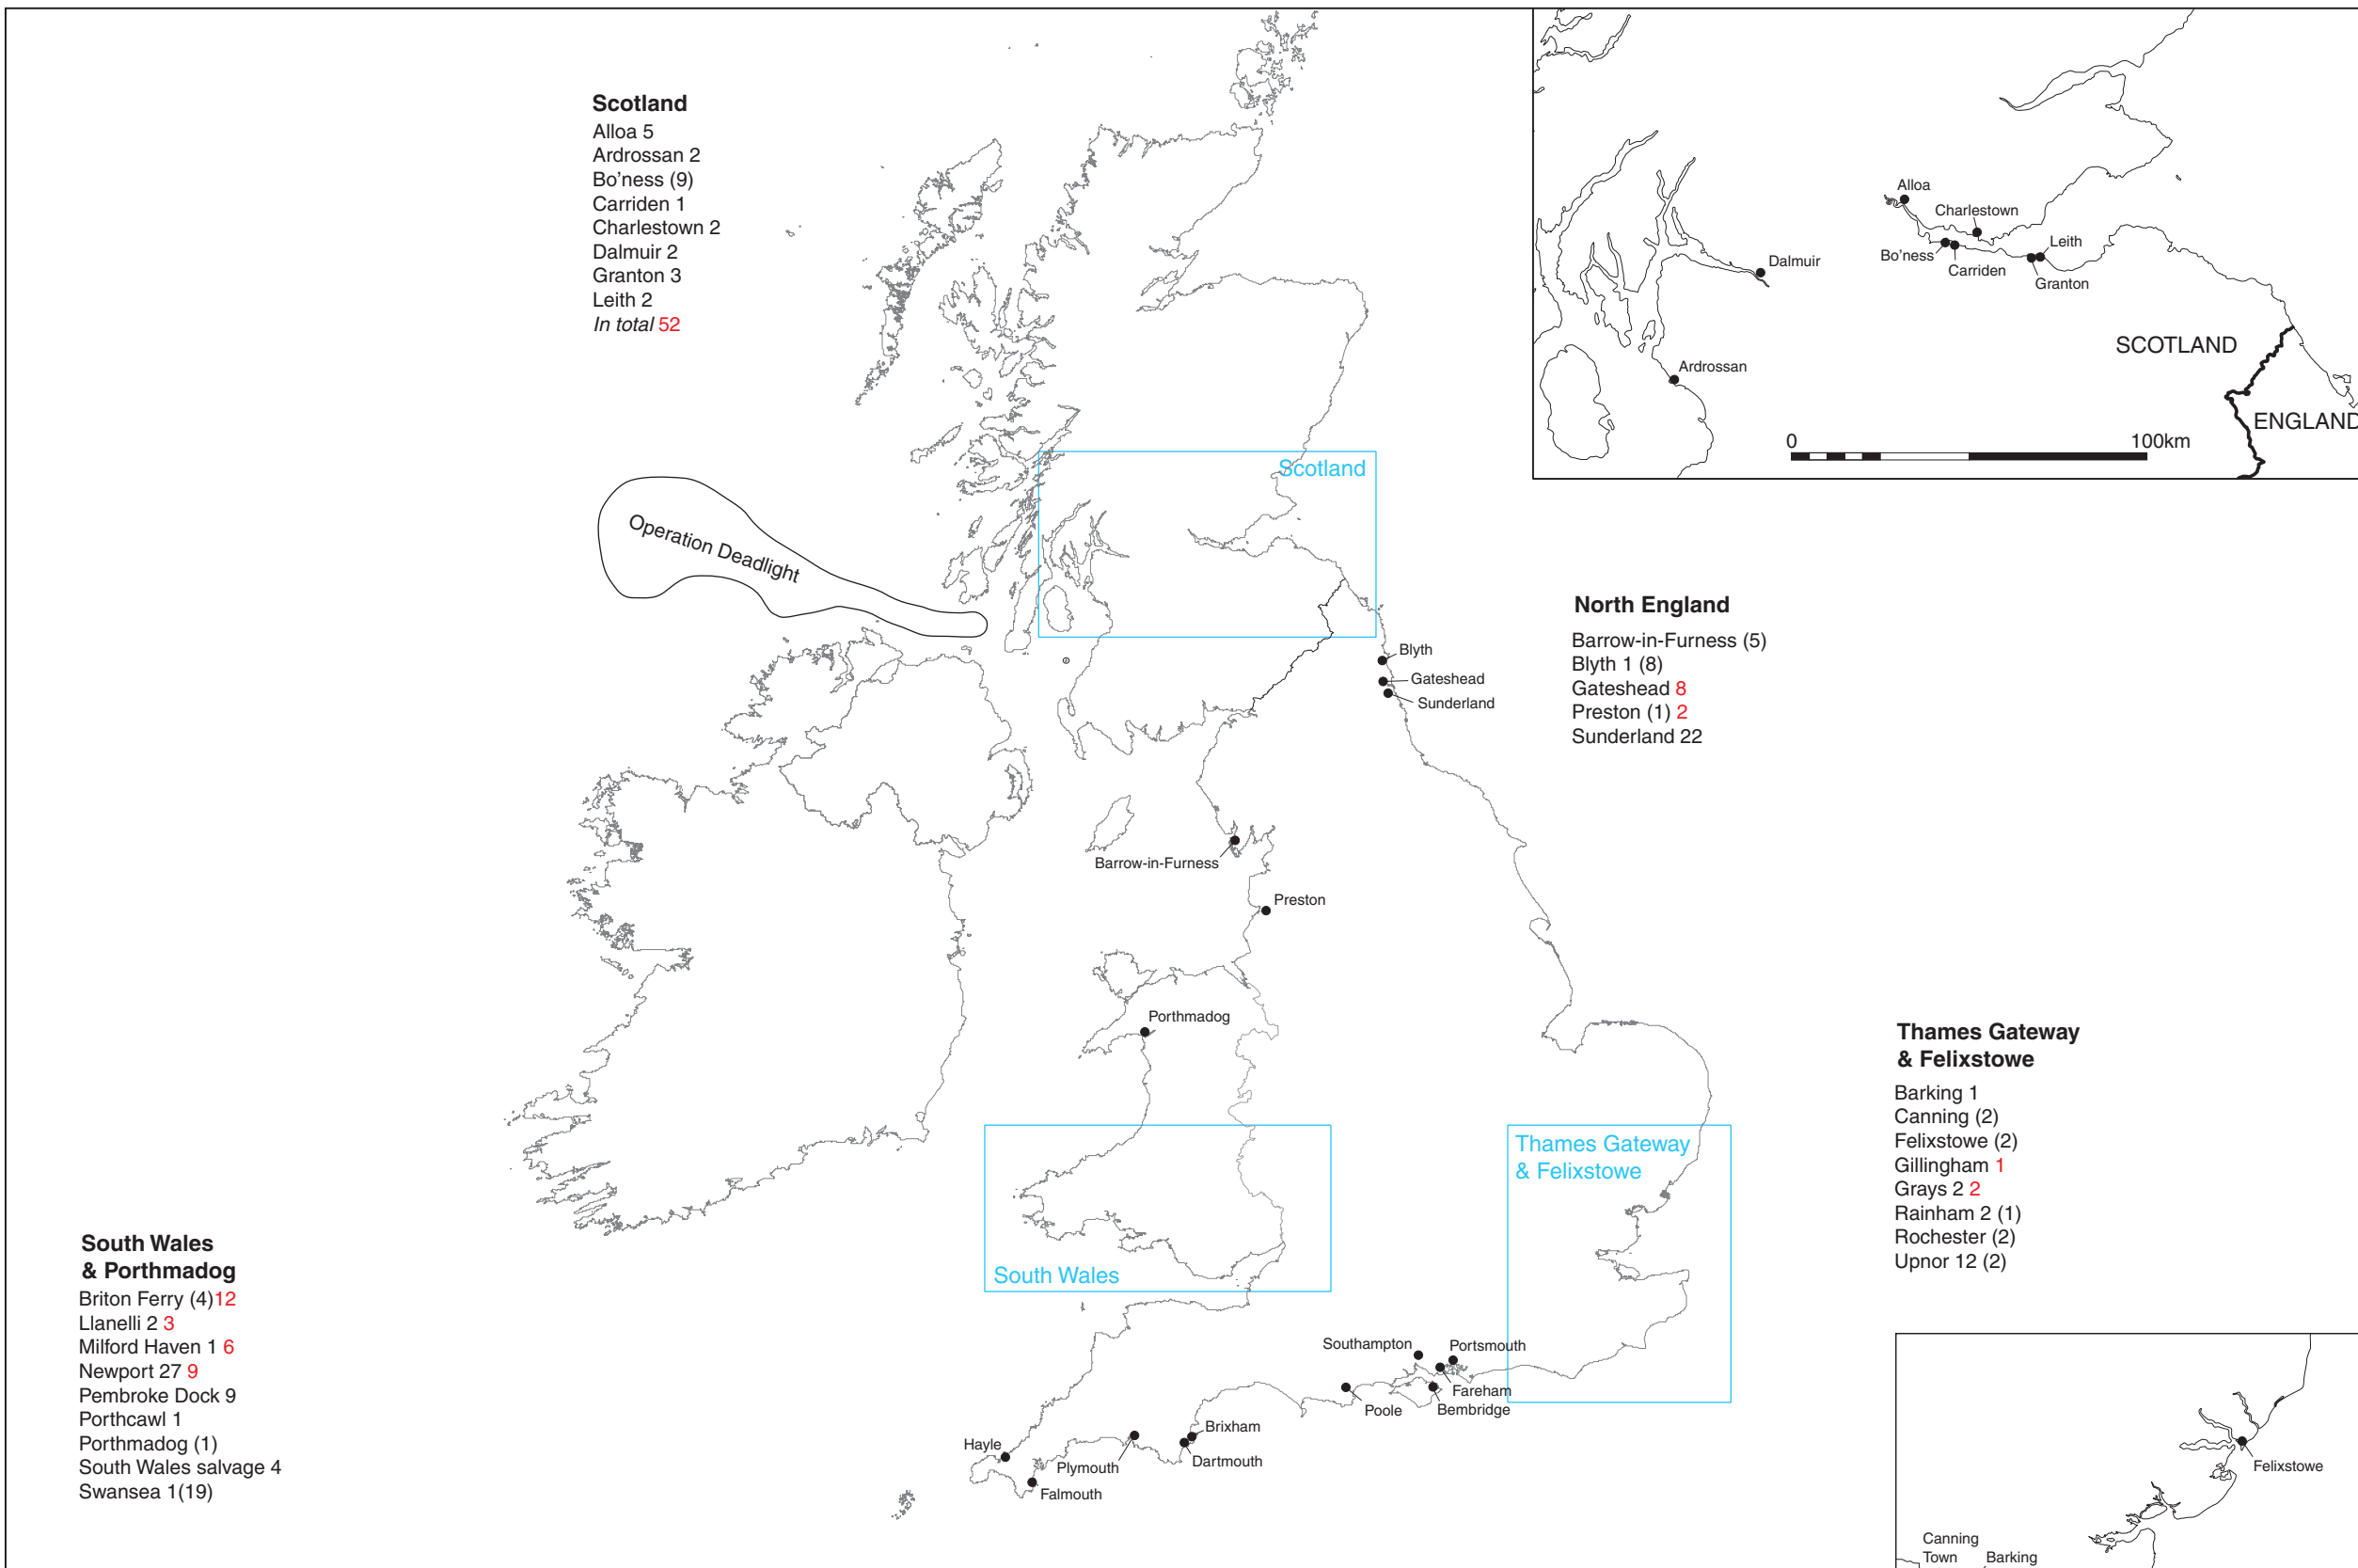 Scotland
Alloa 5
Ardrossan 2
Bo’ness (9)
Carriden 1
Charlestown 2
Dalmuir 2
Granton 3
Leith 2
In total 52
Alloa
Charlestown
Bo’ness
Carriden
Leith
Granton
Dalmuir
Ardrossan
SCOTLAND
ENGLAND
0 100km
Scotland
Operation Deadlight
North England
Barrow-in-Furness (5)
Blyth 1 (8)
Gateshead 8
Preston (1) 2
Sunderland 22
Blyth
Gateshead
Sunderland
Barrow-in-Furness
Preston
Porthmadog
Thames Gateway
& Felixstowe
Barking 1
Canning (2)
Felixstowe (2)
Gillingham 1
Grays 2 2
Rainham 2 (1)
Rochester (2)
Upnor 12 (2)
Thames Gateway
& Felixstowe
South Wales
South Wales
& Porthmadog
Briton Ferry (4)12
Llanelli 2 3
Milford Haven 1 6
Newport 27 9
Pembroke Dock 9
Porthcawl 1
Porthmadog (1)
South Wales salvage 4
Swansea 1(19)
Southampton
Portsmouth
Fareham
Bembridge
Poole
Brixham
Dartmouth
Plymouth
Hayle
Falmouth
Felixstowe
Canning
Town
Barking